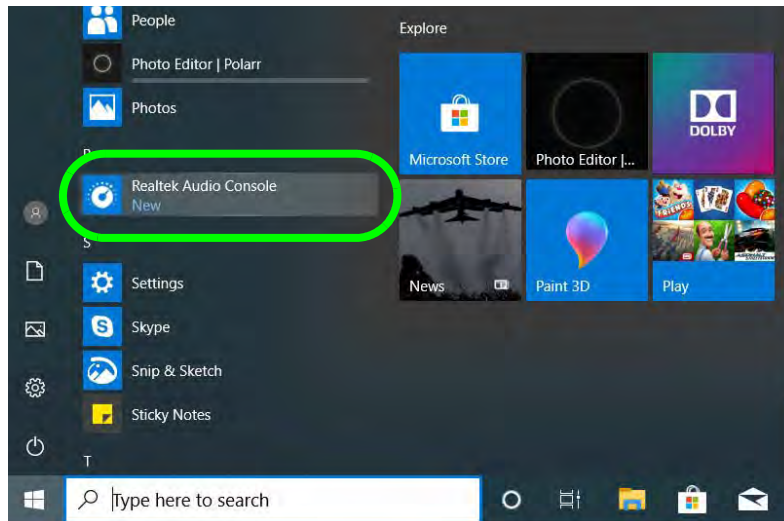 People
Photo Editor | Polarr
Photos
Realtek Audio Console
New
S
Settings
Skype
Snip & Sketch
Sticky Notes
T
Explore
Microsoft Store
Photo Editor |...
DOLBY
News
Paint 3D
Play
FRIENDS
Type here to search